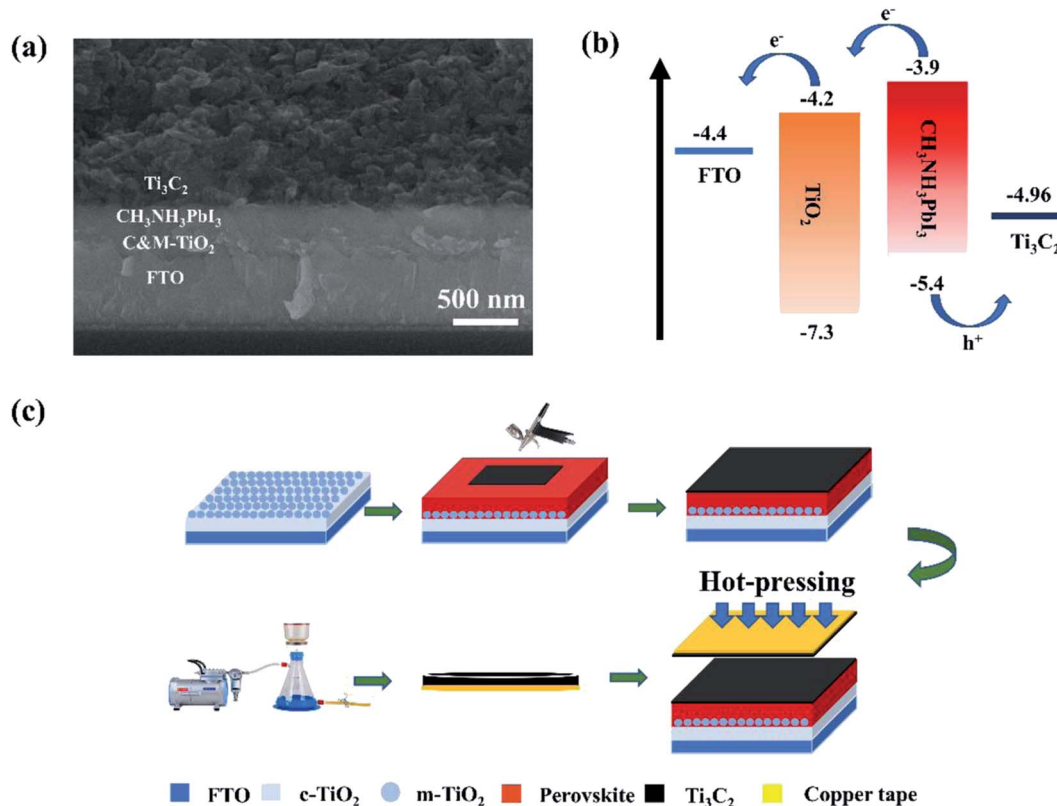 (a)
Ti₃C₂
CH₃NH₃PbI₃
C&M-TiO₂
FTO
500 nm
(b)
e⁻
e⁻
-3.9
-4.2
-4.4
FTO
TiO₂
CH₃NH₃PbI₃
-4.96
Ti₃C₂
-5.4
-7.3
h⁺
(c)
Hot-pressing
FTO c-TiO₂ m-TiO₂ Perovskite Ti₃C₂ Copper tape